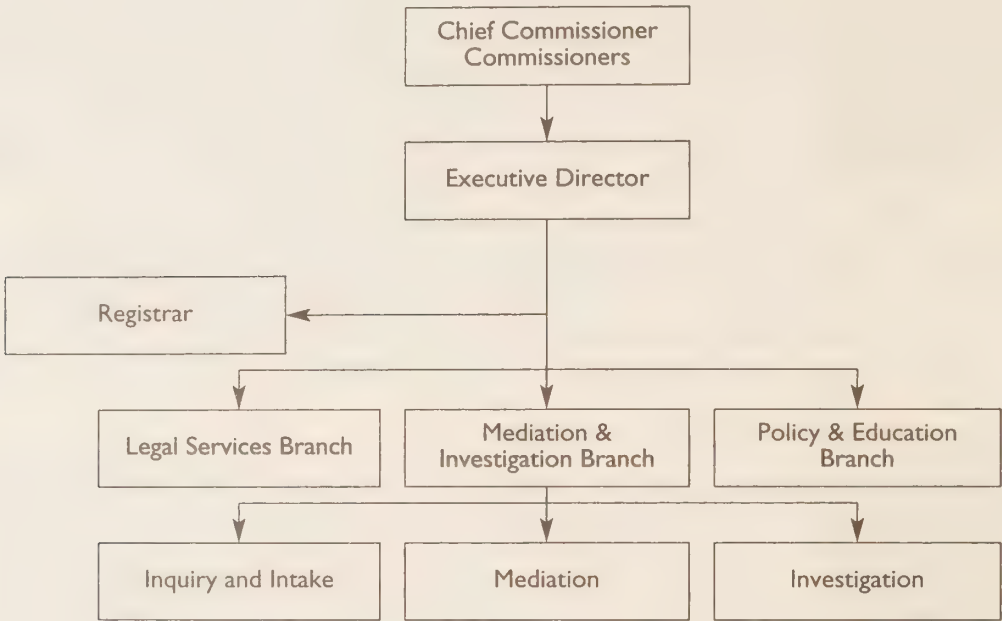 Chief Commissioner
Commissioners
Executive Director
Registrar
Legal Services Branch
Mediation &
Investigation Branch
Policy & Education
Branch
Inquiry and Intake
Mediation
Investigation